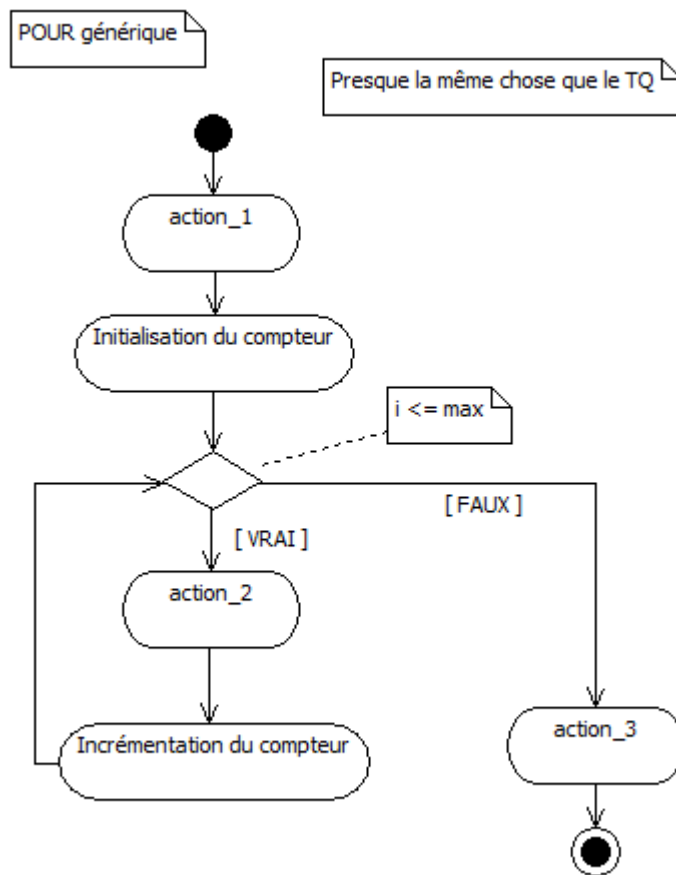 POUR générique
Presque la même chose que le TQ
action_1
Initialisation du compteur
i <= max
[ FAUX ]
[ VRAI ]
action_2
Incrémentation du compteur
action_3